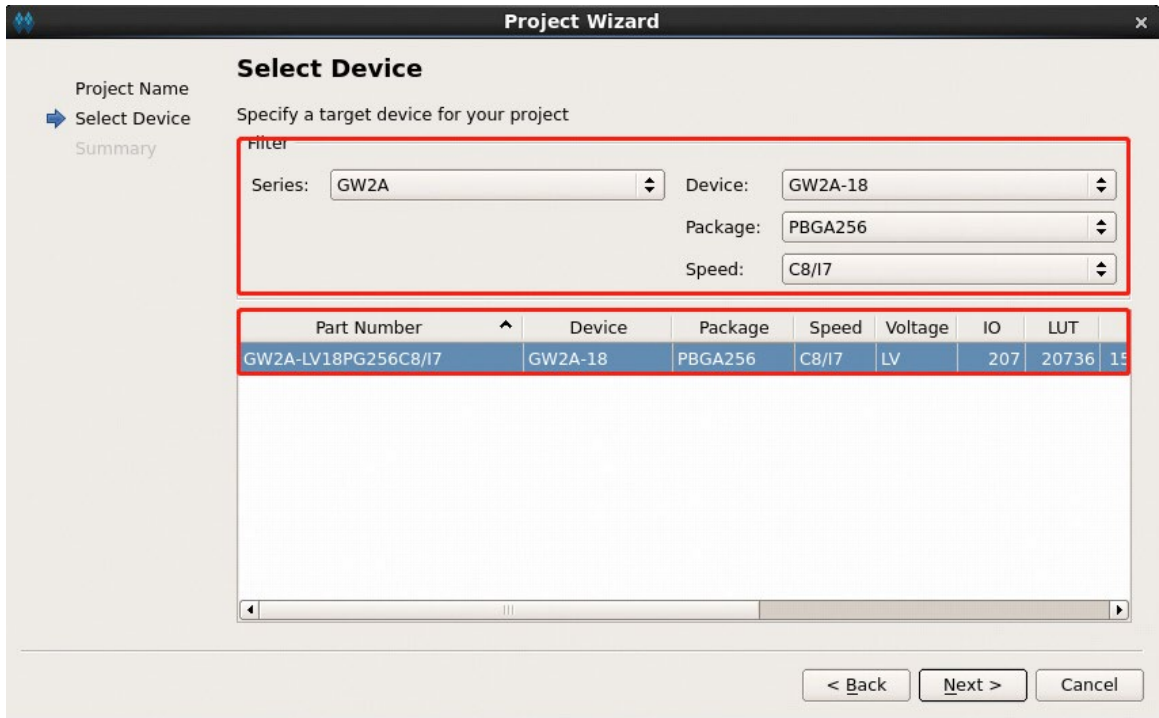 Project Wizard
Project Name
Select Device
Summary
Select Device
Specify a target device for your project
Filter
Series: GW2A Device: GW2A-18
Package: PBGA256
Speed: C8/I7
Part Number Device Package Speed Voltage IO LUT
GW2A-LV18PG256C8/I7 GW2A-18 PBGA256 C8/I7 LV 207 20736 15
< Back Next > Cancel